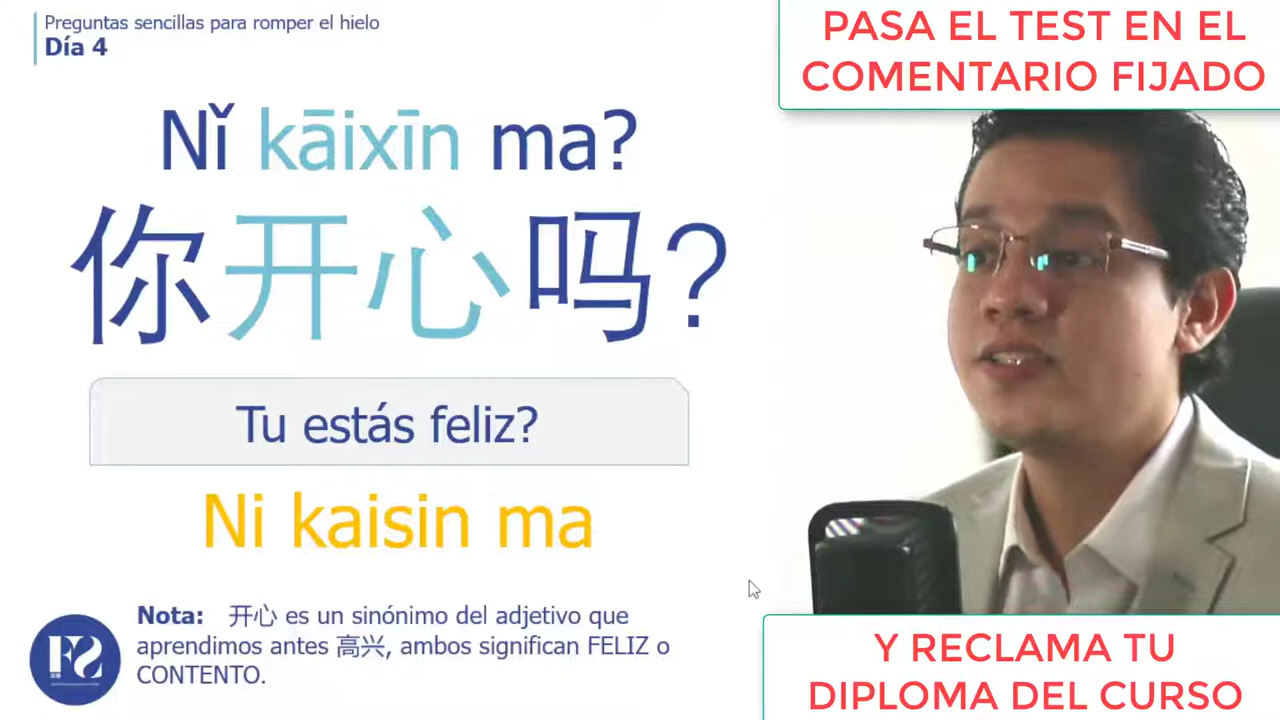 Preguntas sencillas para romper el hielo
Día 4
Nǐ kāixīn ma?
你开心吗?
Tu estás feliz?
Ni kaisin ma
Nota: 开心 es un sinónimo del adjetivo que
aprendimos antes 高兴, ambos significan FELIZ o
CONTENTO.
PASA EL TEST EN EL
COMENTARIO FIJADO
Y RECLAMA TU
DIPLOMA DEL CURSO